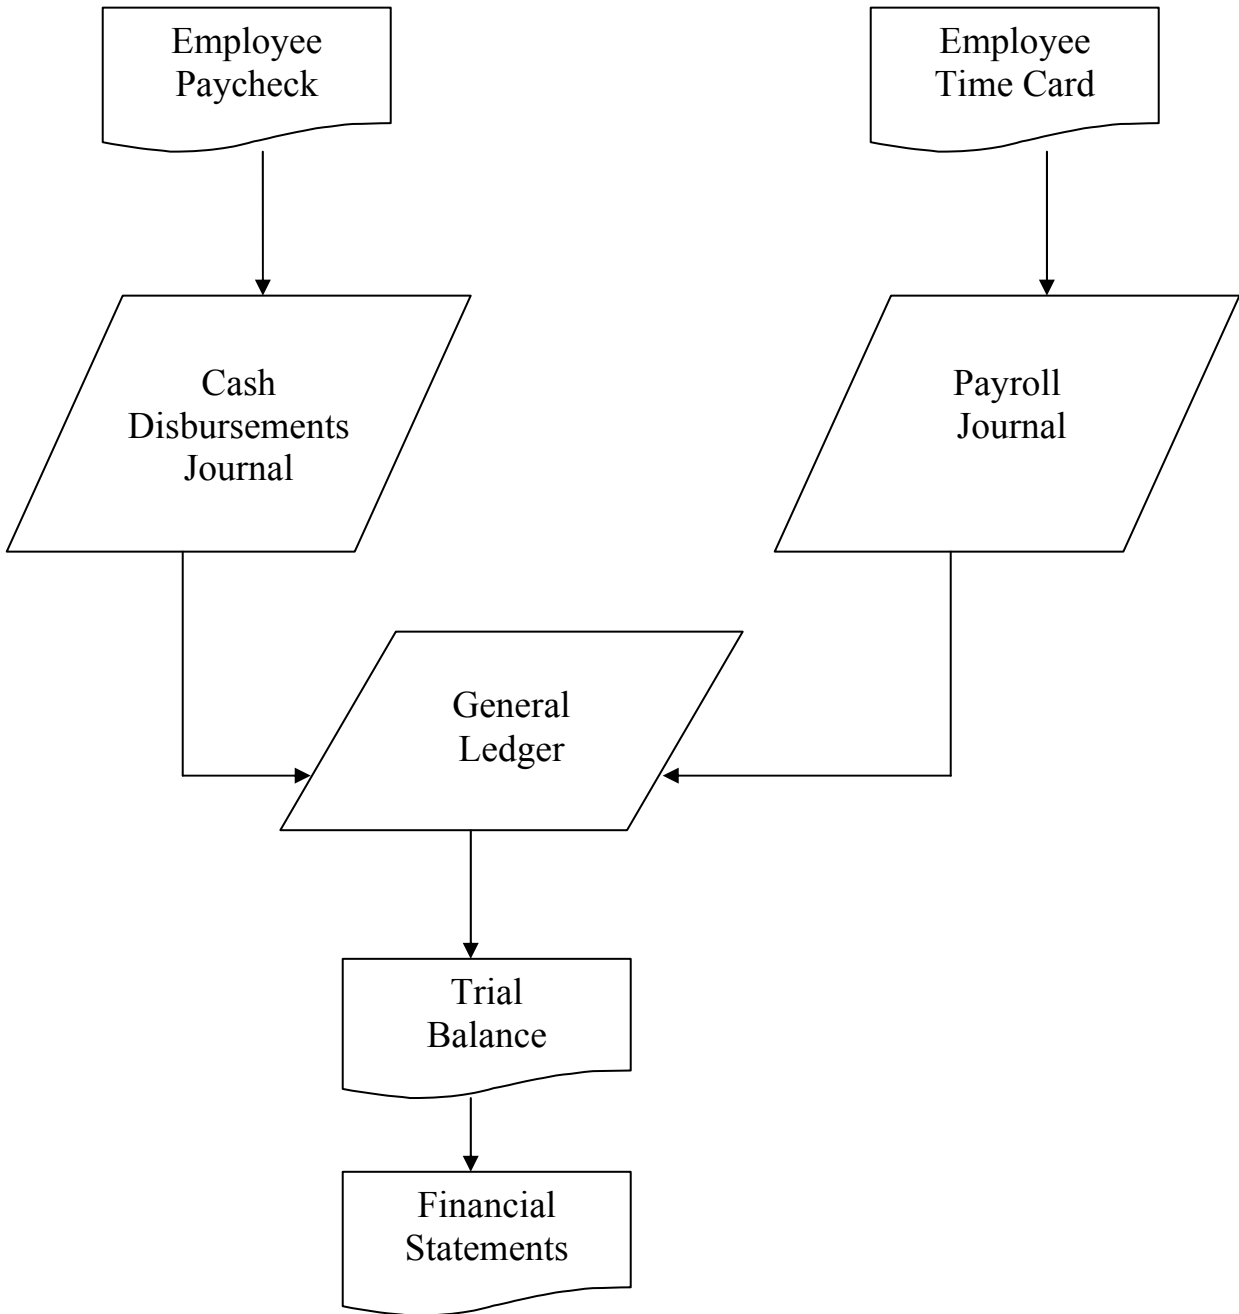 Employee
Paycheck
Employee
Time Card
Cash
Disbursements
Journal
Payroll
Journal
General
Ledger
Trial
Balance
Financial
Statements